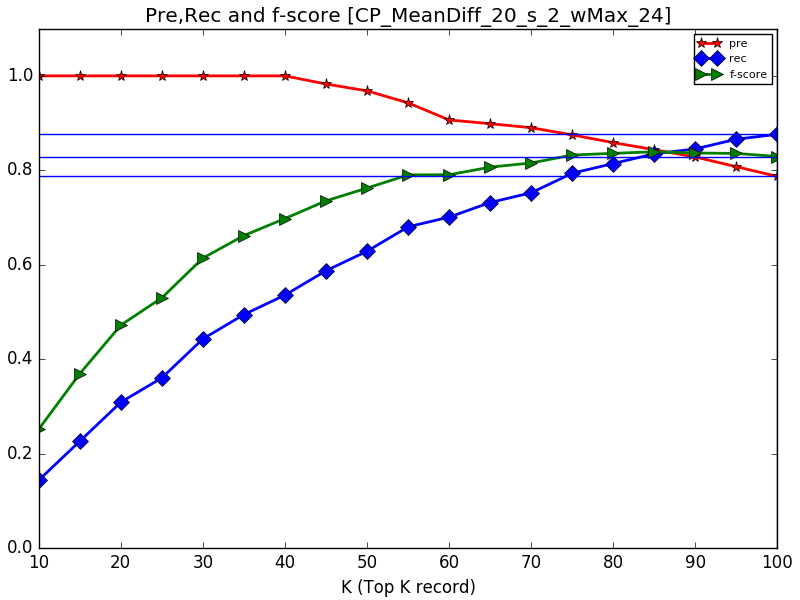 Pre,Rec and f-score [CP_MeanDiff_20_s_2_wMax_24]
pre
rec
f-score
1.0
0.8
0.6
0.4
0.2
0.0
10 20 30 40 50 60 70 80 90 100
K (Top K record)